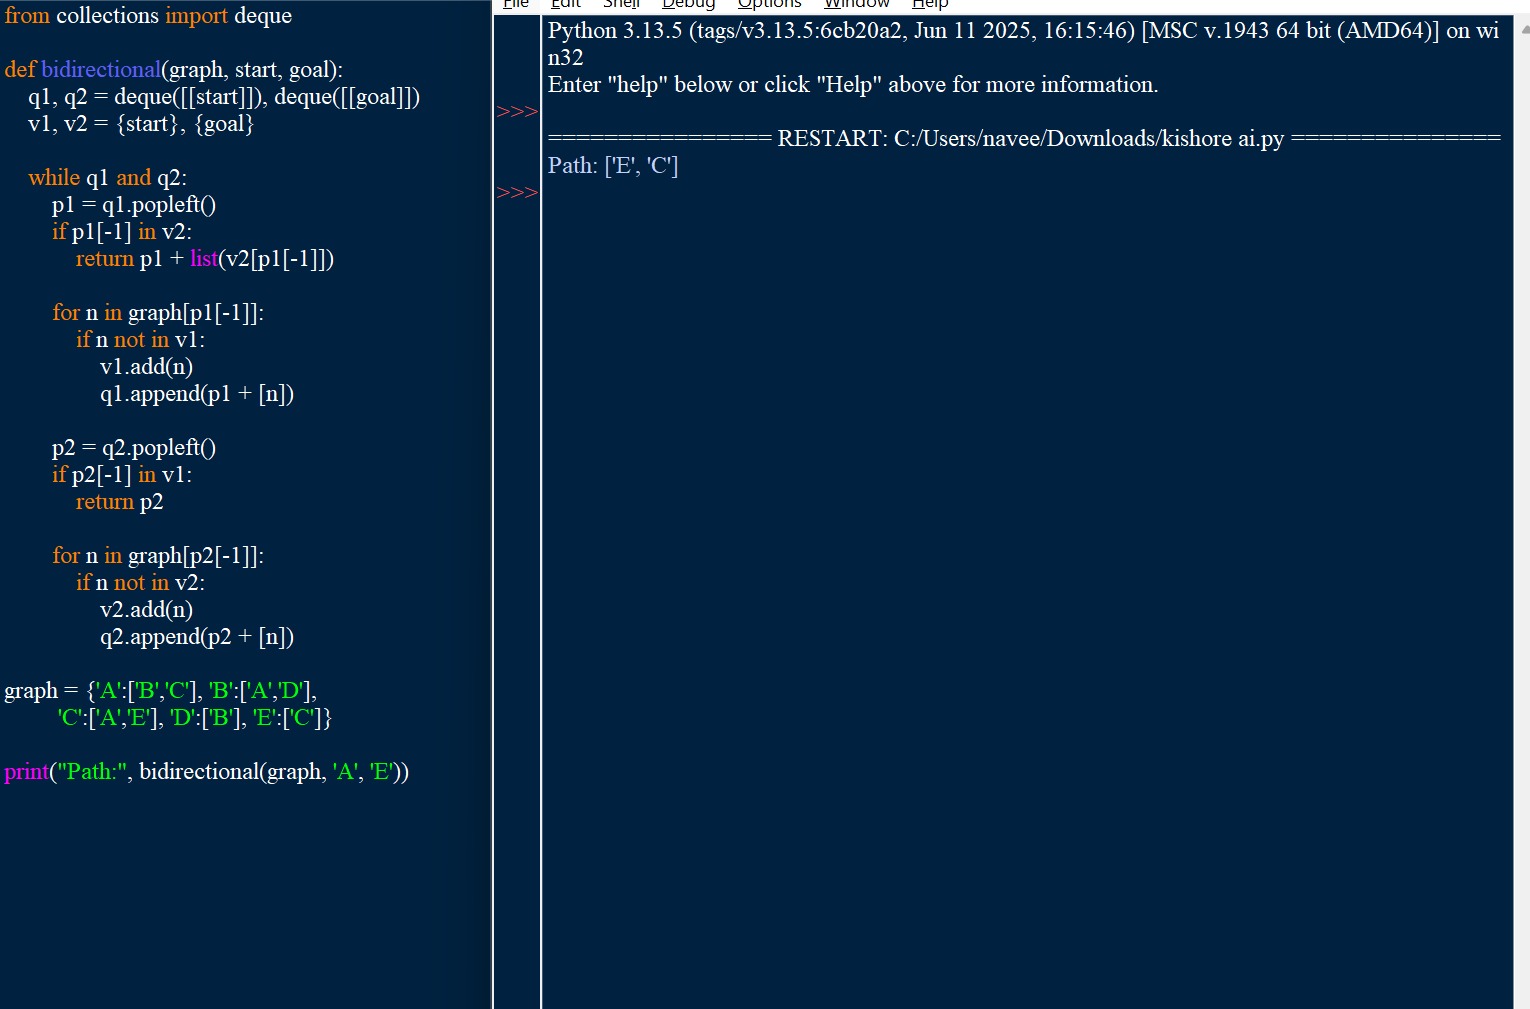 from collections import deque
def bidirectional(graph, start, goal):
    q1, q2 = deque([[start]]), deque([[goal]])
    v1, v2 = {start}, {goal}
    while q1 and q2:
        p1 = q1.popleft()
        if p1[-1] in v2:
            return p1 + list(v2[p1[-1]])
        for n in graph[p1[-1]]:
            if n not in v1:
                v1.add(n)
                q1.append(p1 + [n])
        p2 = q2.popleft()
        if p2[-1] in v1:
            return p2
        for n in graph[p2[-1]]:
            if n not in v2:
                v2.add(n)
                q2.append(p2 + [n])
graph = {'A':['B','C'], 'B':['A','D'],
         'C':['A','E'], 'D':['B'], 'E':['C']}
print("Path:", bidirectional(graph, 'A', 'E'))
File Edit Shell Debug Options Window Help
Python 3.13.5 (tags/v3.13.5:6cb20a2, Jun 11 2025, 16:15:46) [MSC v.1943 64 bit (AMD64)] on wi
n32
Enter "help" below or click "Help" above for more information.
>>>
================ RESTART: C:/Users/navee/Downloads/kishore ai.py ===============
Path: ['E', 'C']
>>>